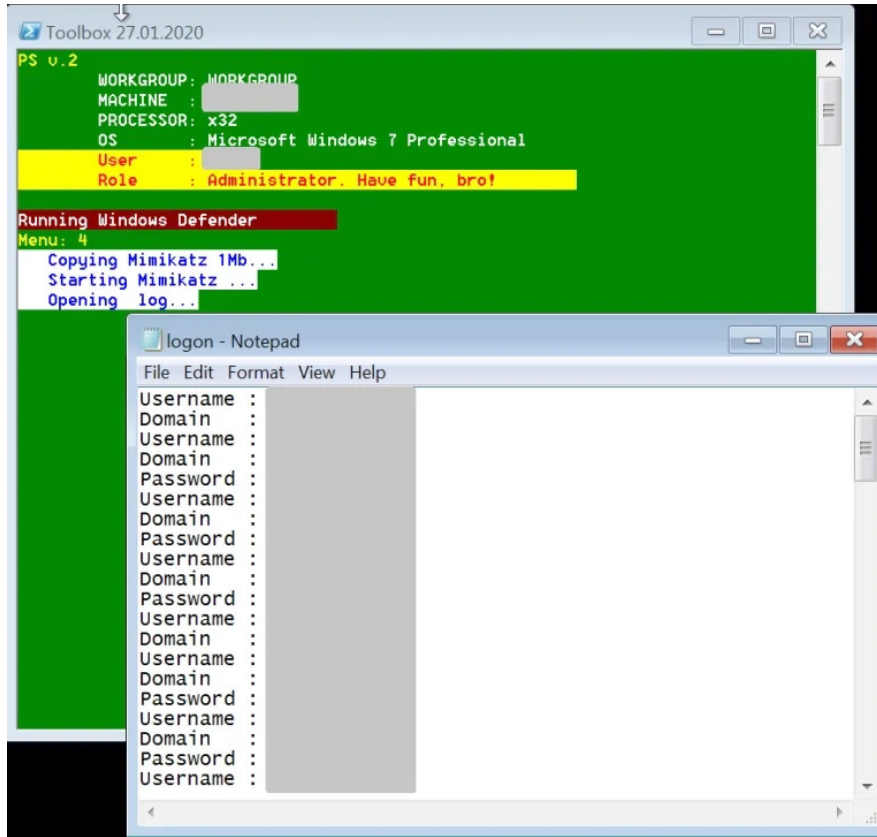 Toolbox 27.01.2020
PS v.2
WORKGROUP: WORKGROUP
MACHINE :
PROCESSOR: x32
OS : Microsoft Windows 7 Professional
User :
Role : Administrator. Have fun, bro!
Running Windows Defender
Menu: 4
Copying Mimikatz 1Mb...
Starting Mimikatz ...
Opening log...
logon - Notepad
File Edit Format View Help
Username :
Domain :
Username :
Domain :
Password :
Username :
Domain :
Password :
Username :
Domain :
Password :
Username :
Domain :
Username :
Domain :
Password :
Username :
Domain :
Password :
Username :